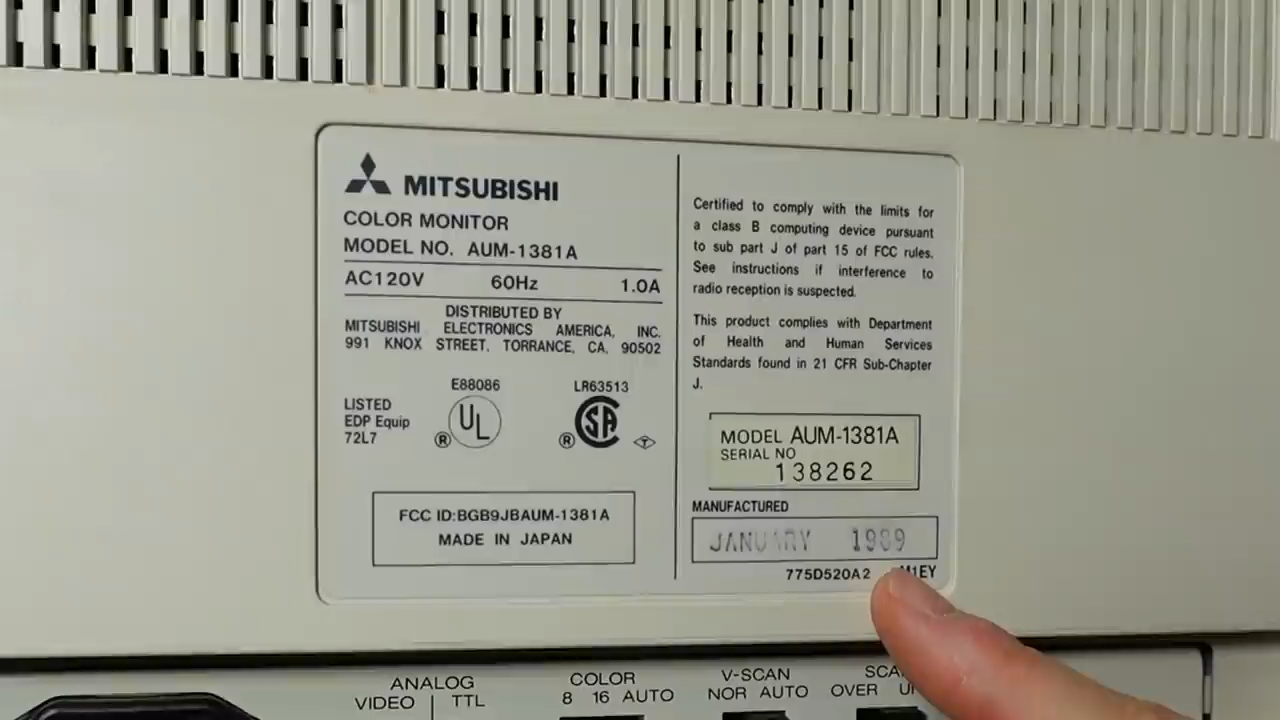 MITSUBISHI
COLOR MONITOR
MODEL NO. AUM-1381A
AC120V 60Hz 1.0A
DISTRIBUTED BY
MITSUBISHI ELECTRONICS AMERICA, INC.
991 KNOX STREET, TORRANCE, CA, 90502
E88086 LR63513
LISTED
EDP Equip
72L7
UL ® ® SA
FCC ID:BGB9JBAUM-1381A
MADE IN JAPAN
Certified to comply with the limits for
a class B computing device pursuant
to sub part J of part 15 of FCC rules.
See instructions if interference to
radio reception is suspected.
This product complies with Department
of Health and Human Services
Standards found in 21 CFR Sub-Chapter
J.
MODEL AUM-1381A
SERIAL NO
138262
MANUFACTURED
JANUARY 1989
775D520A2
ANALOG
VIDEO TTL
COLOR
8 16 AUTO
V-SCAN
NOR AUTO
OVER